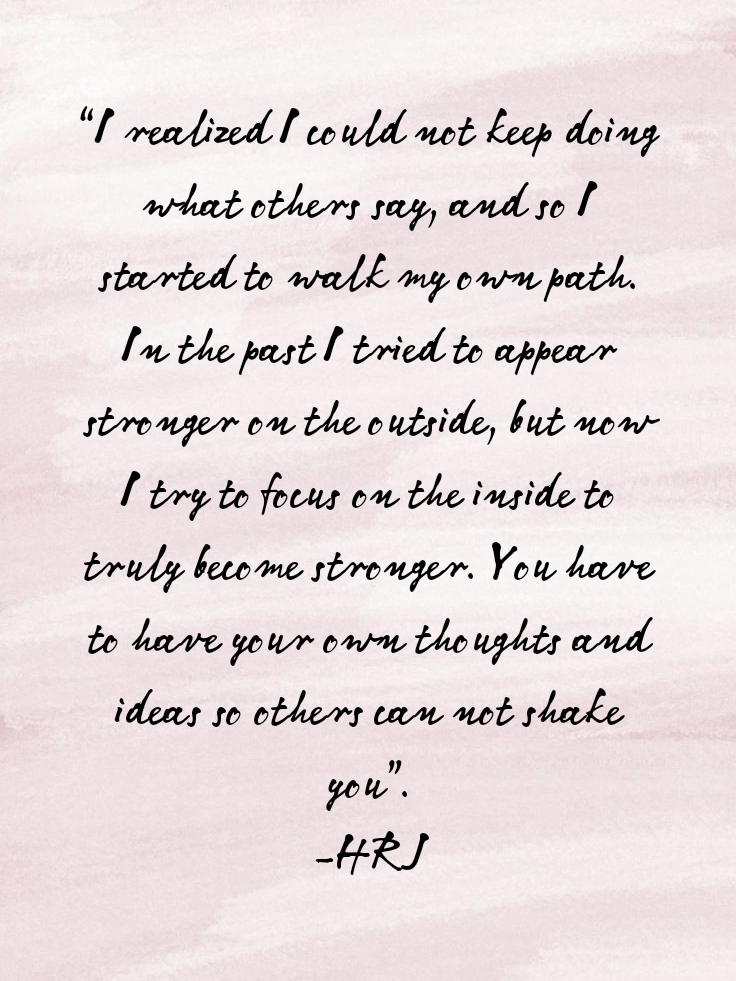 “I realized I could not keep doing
what others say, and so I
started to walk my own path.
In the past I tried to appear
stronger on the outside, but now
I try to focus on the inside to
truly become stronger. You have
to have your own thoughts and
ideas so others can not shake
you”.
-HRJ